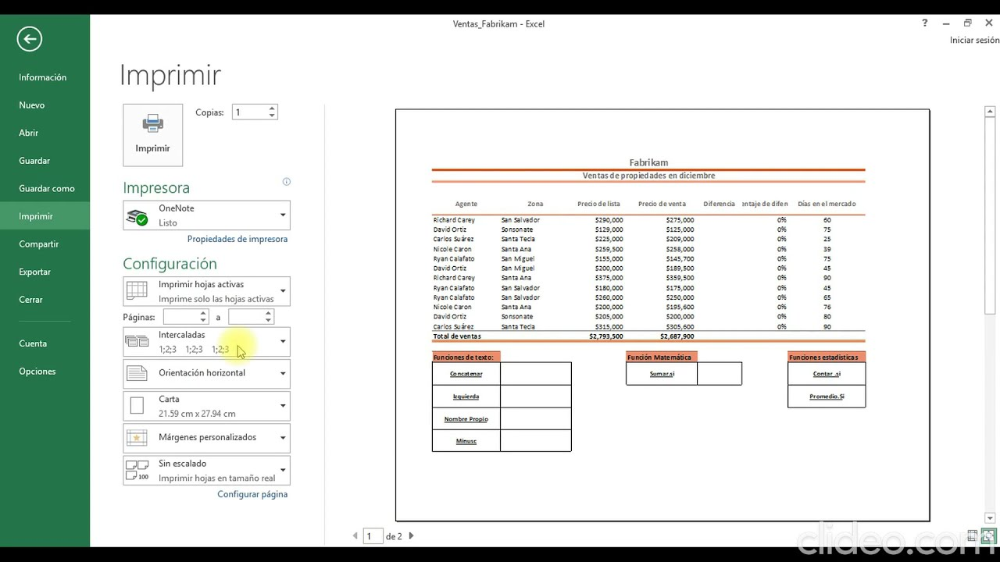 Ventas_Fabrikam - Excel
?
Iniciar sesión
Información
Nuevo
Abrir
Guardar
Guardar como
Imprimir
Compartir
Exportar
Cerrar
Cuenta
Opciones
Imprimir
Imprimir
Copias: 1
Impresora
OneNote
Listo
Propiedades de impresora
Configuración
Imprimir hojas activas
Imprime solo las hojas activas
Páginas: a
Intercaladas
1;2;3 1;2;3 1;2;3
Orientación horizontal
Carta
21.59 cm x 27.94 cm
Márgenes personalizados
Sin escalado
100 Imprimir hojas en tamaño real
Configurar página
Fabrikam
Ventas de propiedades en diciembre
Agente Zona Precio de lista Precio de venta Diferencia entaje de difen Días en el mercado
Richard Carey San Salvador $290,000 $275,000 0% 60
David Ortiz Sonsonate $129,000 $125,000 0% 75
Carlos Suárez Santa Tecla $225,000 $209,000 0% 25
Nicole Caron Santa Ana $259,500 $258,000 0% 39
Ryan Calafato San Miguel $155,000 $145,700 0% 75
David Ortiz San Miguel $200,000 $189,500 0% 45
Richard Carey Santa Ana $375,000 $359,500 0% 90
Ryan Calafato San Salvador $180,000 $175,000 0% 45
Ryan Calafato San Salvador $260,000 $250,000 0% 65
Nicole Caron Santa Ana $200,000 $195,600 0% 76
David Ortiz Sonsonate $205,000 $200,000 0% 80
Carlos Suárez Santa Tecla $315,000 $305,600 0% 90
Total de ventas $2,793,500 $2,687,900
Funciones de texto: Función Matemática Funciones estadisticas
Concatenar Sumar.si Contar .si
Izquierda Promedio.Si
Nombre Propio
Minusc
1 de 2
clideo.com